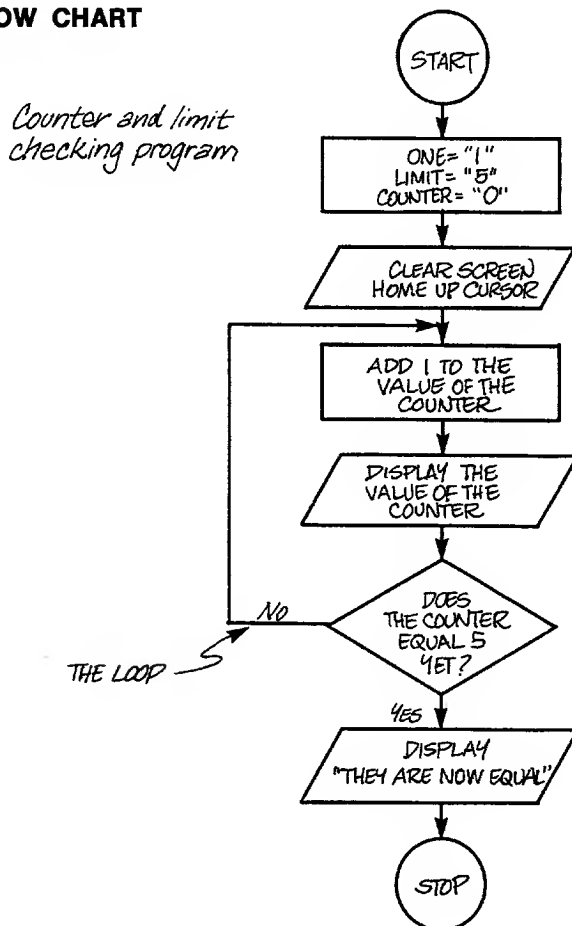 OW CHART
Counter and limit
checking program
START
ONE= "1"
LIMIT= "5"
COUNTER= "0"
CLEAR SCREEN
HOME UP CURSOR
ADD 1 TO THE
VALUE OF THE
COUNTER
DISPLAY THE
VALUE OF THE
COUNTER
DOES
THE COUNTER
EQUAL 5
YET?
NO
THE LOOP
YES
DISPLAY
"THEY ARE NOW EQUAL"
STOP